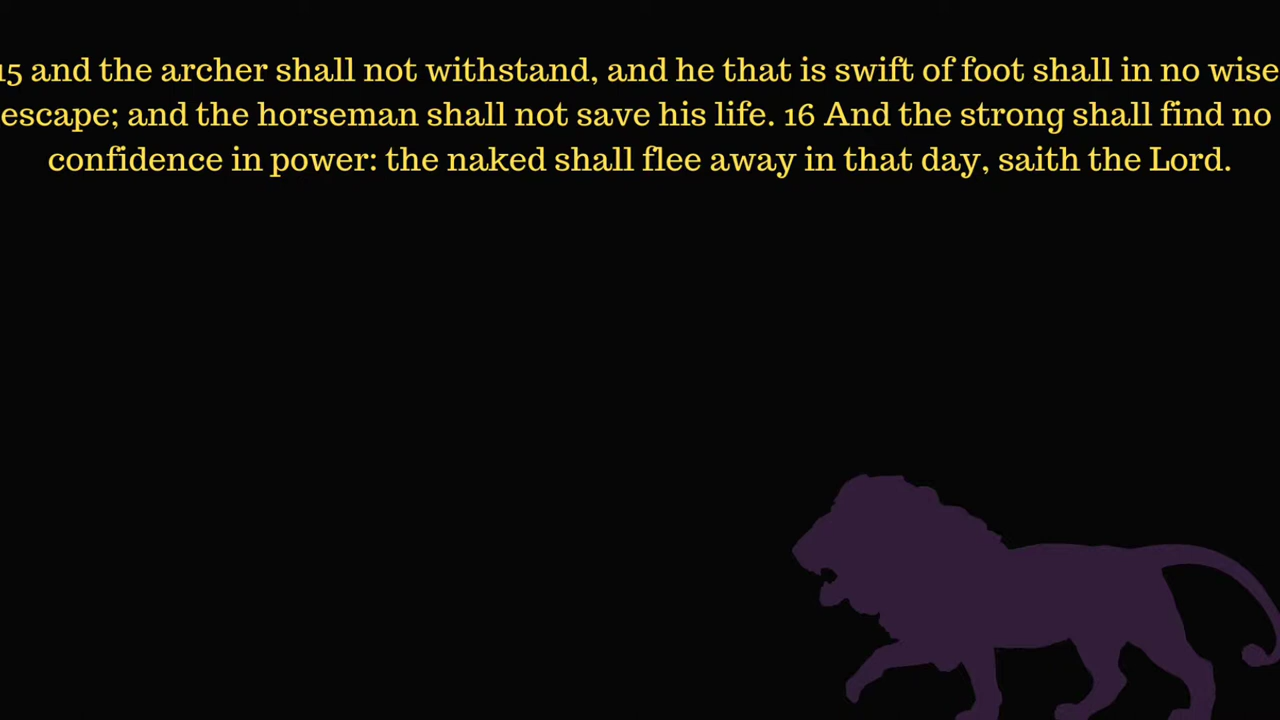 15 and the archer shall not withstand, and he that is swift of foot shall in no wise
escape; and the horseman shall not save his life. 16 And the strong shall find no
confidence in power: the naked shall flee away in that day, saith the Lord.